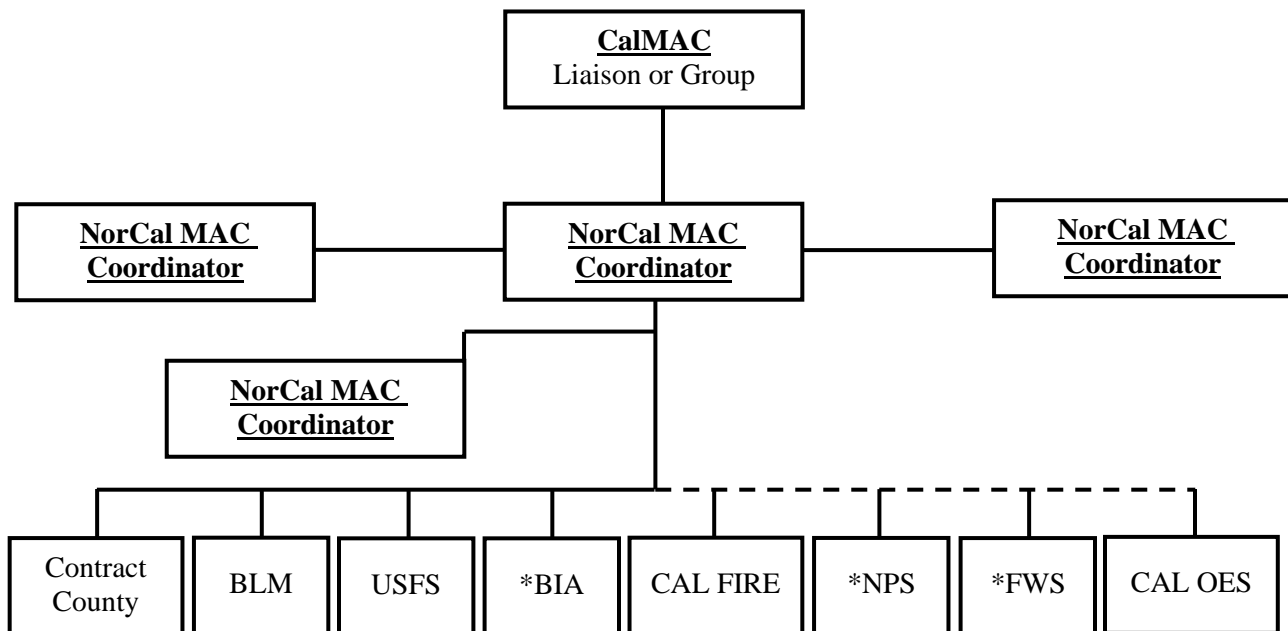 CalMAC
Liaison or Group
NorCal MAC
Coordinator
NorCal MAC
Coordinator
NorCal MAC
Coordinator
NorCal MAC
Coordinator
Contract
County
BLM
USFS
*BIA
CAL FIRE
*NPS
*FWS
CAL OES